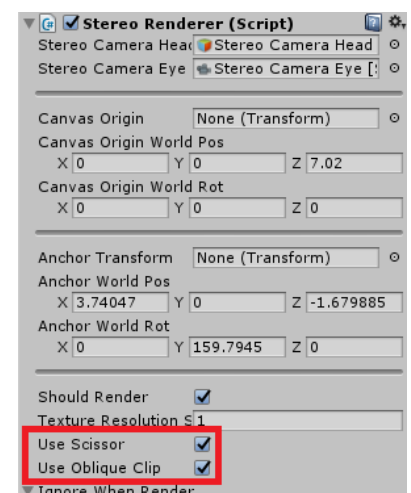 Stereo Renderer (Script)
Stereo Camera Head Stereo Camera Head
Stereo Camera Eye Stereo Camera Eye [
Canvas Origin None (Transform)
Canvas Origin World Pos
X 0 Y 0 Z 7.02
Canvas Origin World Rot
X 0 Y 0 Z 0
Anchor Transform None (Transform)
Anchor World Pos
X 3.74047 Y 0 Z -1.679885
Anchor World Rot
X 0 Y 159.7945 Z 0
Should Render
Texture Resolution S 1
Use Scissor
Use Oblique Clip
Ignore When Render